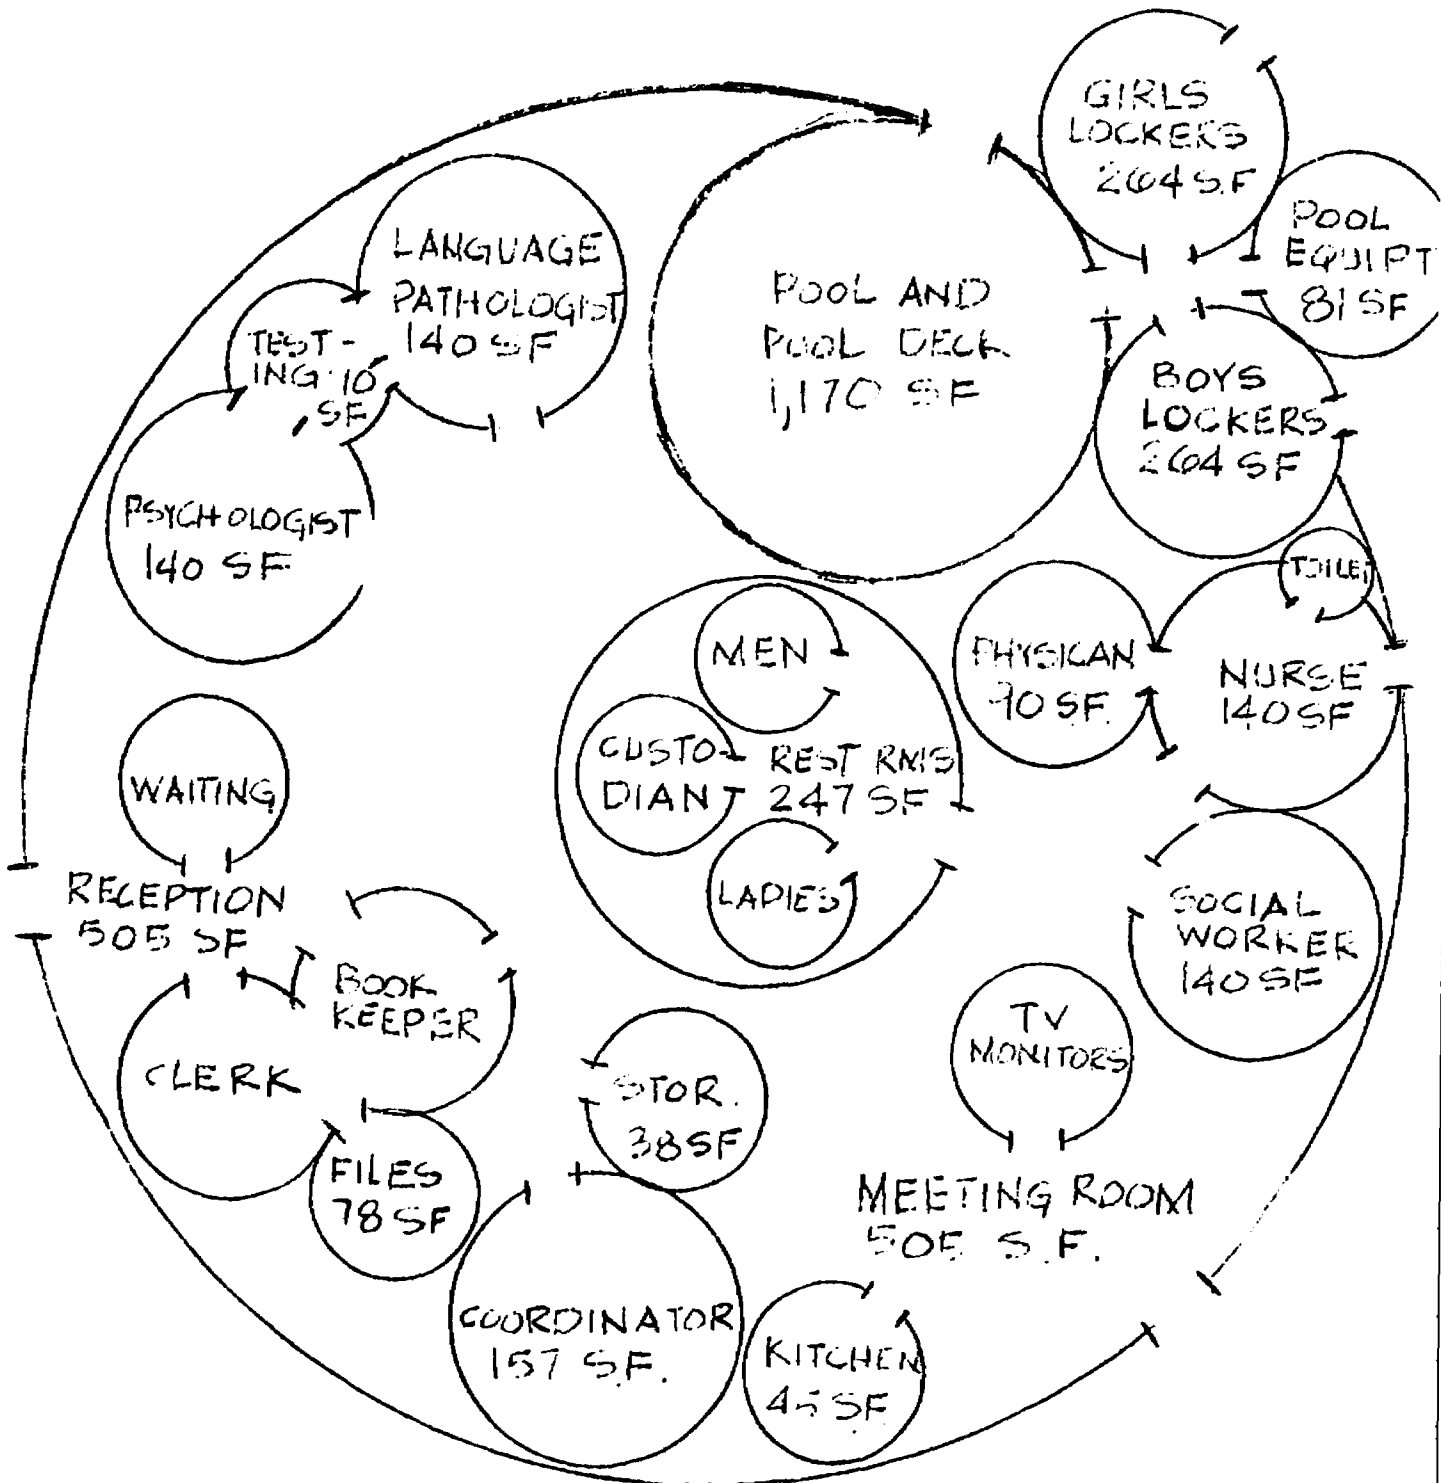 GIRLS
LOCKERS
264 S.F
POOL
EQUIPT
81 SF
LANGUAGE
PATHOLOGIST
140 SF
TEST-
ING 10
SF
POOL AND
POOL DECK
1,170 SF
BOYS
LOCKERS
264 SF
PSYCHOLOGIST
140 SF
TOILET
MEN
PHYSICAN
90 S.F.
NURSE
140 SF
CUSTO-
DIAN
REST RMS
247 SF
WAITING
LADIES
RECEPTION
505 SF
SOCIAL
WORKER
140 SF
BOOK
KEEPER
TV
MONITORS
CLERK
STOR.
38 SF
FILES
78 SF
MEETING ROOM
505 S.F.
COORDINATOR
157 S.F.
KITCHEN
45 SF